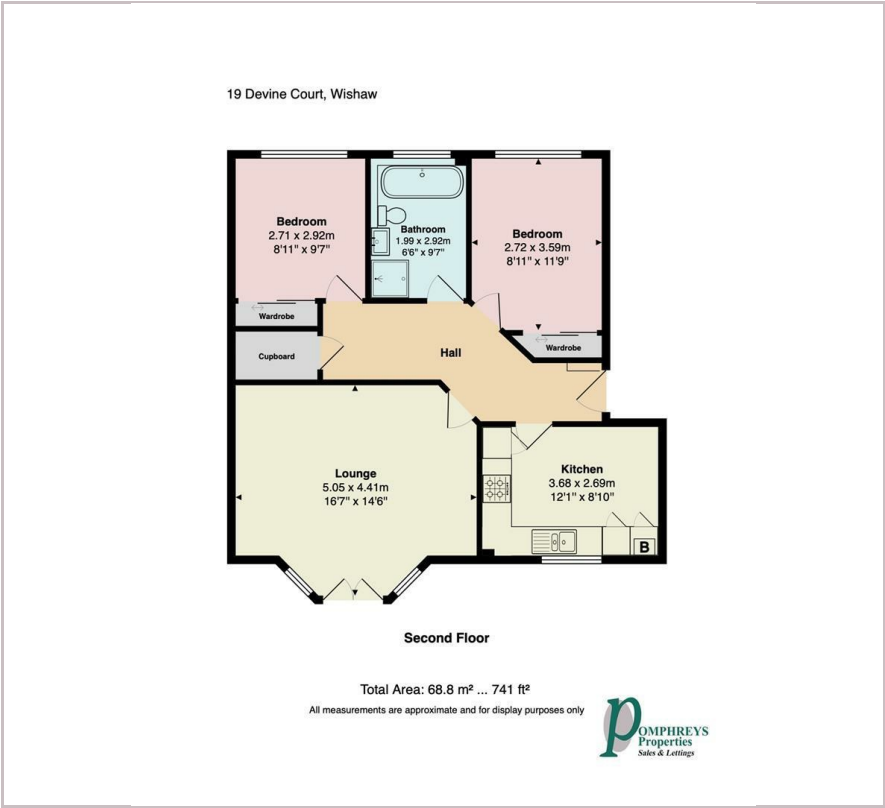 19 Devine Court, Wishaw
Bedroom
2.71 x 2.92m
8'11" x 9'7"
Bathroom
1.99 x 2.92m
6'6" x 9'7"
Bedroom
2.72 x 3.59m
8'11" x 11'9"
Wardrobe
Wardrobe
Cupboard
Hall
Lounge
5.05 x 4.41m
16'7" x 14'6"
Kitchen
3.68 x 2.69m
12'1" x 8'10"
B
Second Floor
Total Area: 68.8 m² ... 741 ft²
All measurements are approximate and for display purposes only
POMPHREYS
Properties
Sales & Lettings